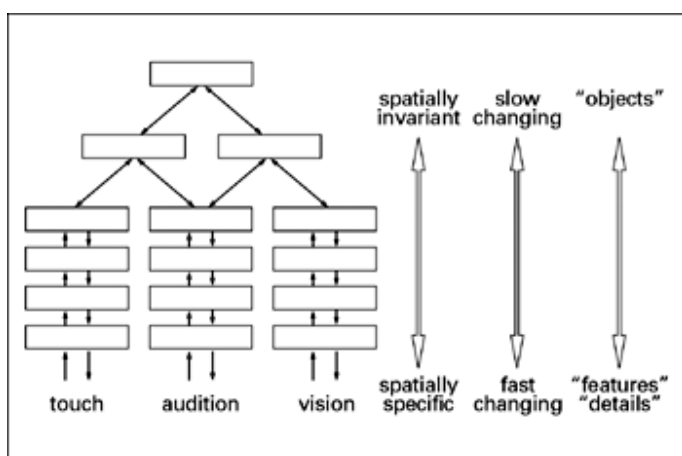 spatially
invariant
slow
changing
“objects”
touch
audition
vision
spatially
specific
fast
changing
“features”
“details”